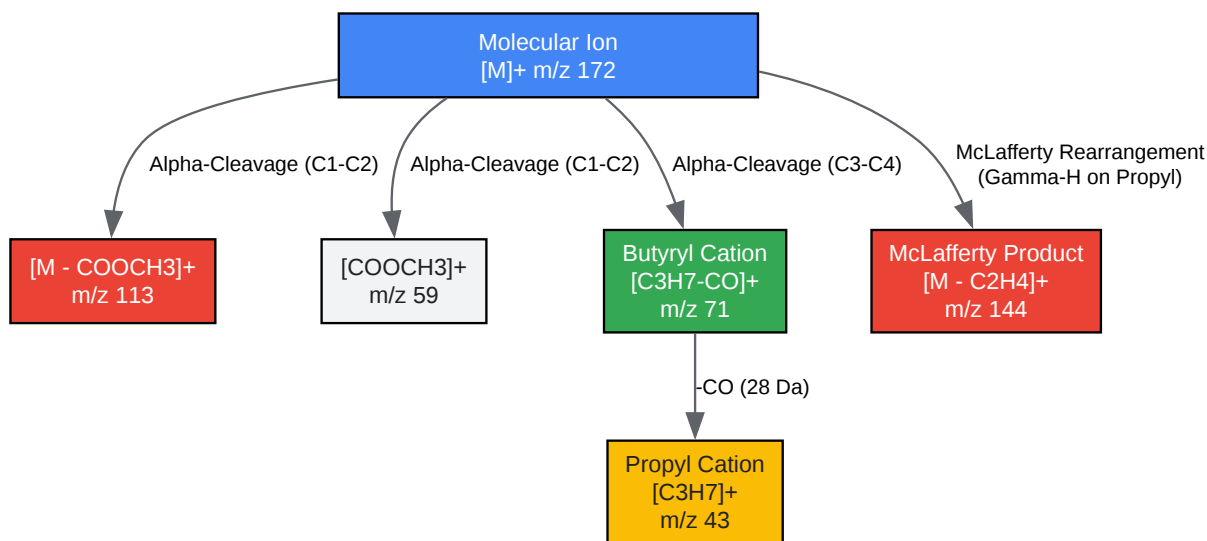 Molecular Ion
[M]+ m/z 172
Alpha-Cleavage (C1-C2)
Alpha-Cleavage (C1-C2)
Alpha-Cleavage (C3-C4)
McLafferty Rearrangement
(Gamma-H on Propyl)
[M - COOCH3]+
m/z 113
[COOCH3]+
m/z 59
Butyryl Cation
[C3H7-CO]+
m/z 71
McLafferty Product
[M - C2H4]+
m/z 144
-CO (28 Da)
Propyl Cation
[C3H7]+
m/z 43